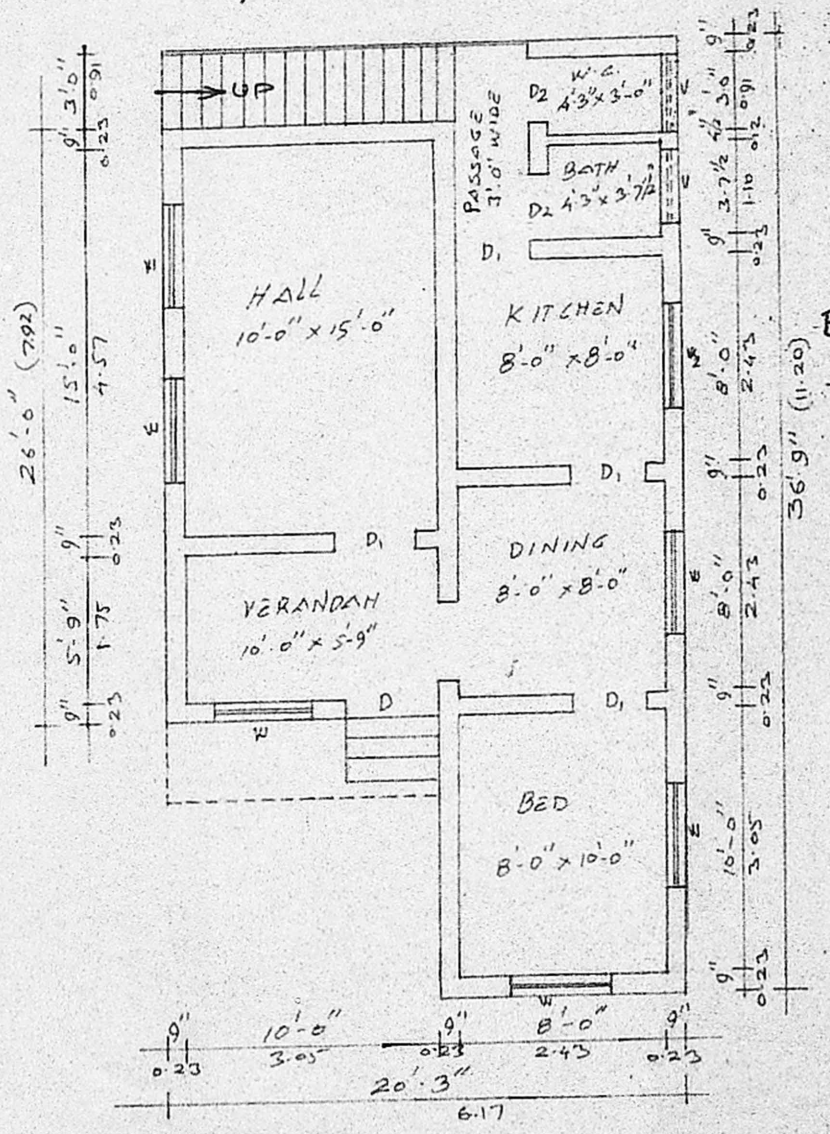 UP
W.C.
4'-3" x 3'-0"
D2
PASSAGE
3'-0" WIDE
BATH
4'-3" x 3'-7½"
D2
D1
V
V
HALL
10'-0" x 15'-0"
KITCHEN
8'-0" x 8'-0"
W
W
W
D1
D1
DINING
8'-0" x 8'-0"
W
VERANDAH
10'-0" x 5'-9"
D
D1
W
BED
8'-0" x 10'-0"
W
W
3'-0"
0.91
9"
0.23
15'-0"
4.57
9"
0.23
5'-9"
1.75
9"
0.23
26'-0" (7.92)
9"
0.23
3'-0"
0.91
4½"
0.12
3-7½
1.10
9"
0.23
8'-0"
2.43
9"
0.23
8'-0"
2.43
9"
0.23
10'-0"
3.05
9"
0.23
36'-9" (11.20)
9" 10'-0" 9" 8'-0" 9"
0.23 3.05 0.23 2.43 0.23
20'-3"
6.17